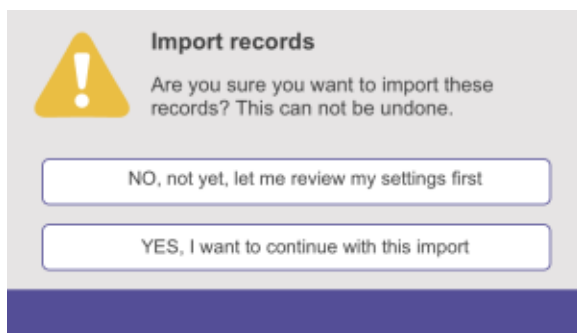 Import records
Are you sure you want to import these
records? This can not be undone.
NO, not yet, let me review my settings first
YES, I want to continue with this import